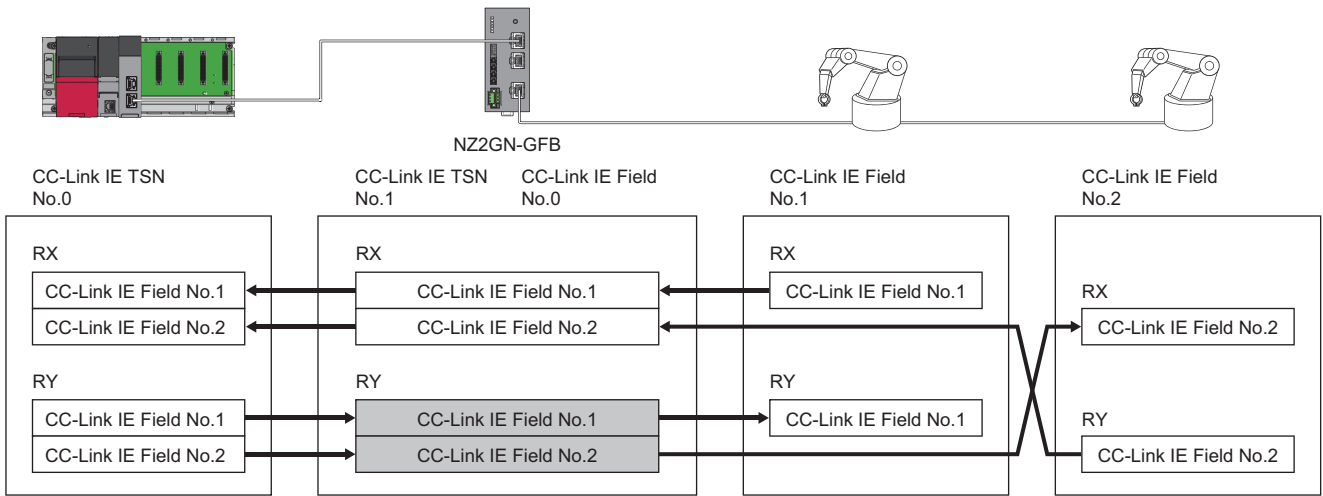 NZ2GN-GFB
CC-Link IE TSN
No.0
CC-Link IE TSN
No.1
CC-Link IE Field
No.0
CC-Link IE Field
No.1
CC-Link IE Field
No.2
RX
CC-Link IE Field No.1
CC-Link IE Field No.2
RY
CC-Link IE Field No.1
CC-Link IE Field No.2
RX
CC-Link IE Field No.1
CC-Link IE Field No.2
RY
CC-Link IE Field No.1
CC-Link IE Field No.2
RX
CC-Link IE Field No.1
RY
CC-Link IE Field No.1
RX
CC-Link IE Field No.2
RY
CC-Link IE Field No.2